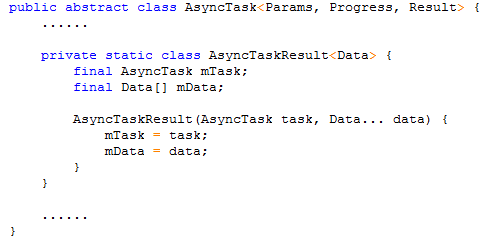 public abstract class AsyncTask<Params, Progress, Result> {
    ......

    private static class AsyncTaskResult<Data> {
        final AsyncTask mTask;
        final Data[] mData;

        AsyncTaskResult(AsyncTask task, Data... data) {
            mTask = task;
            mData = data;
        }
    }

    ......
}